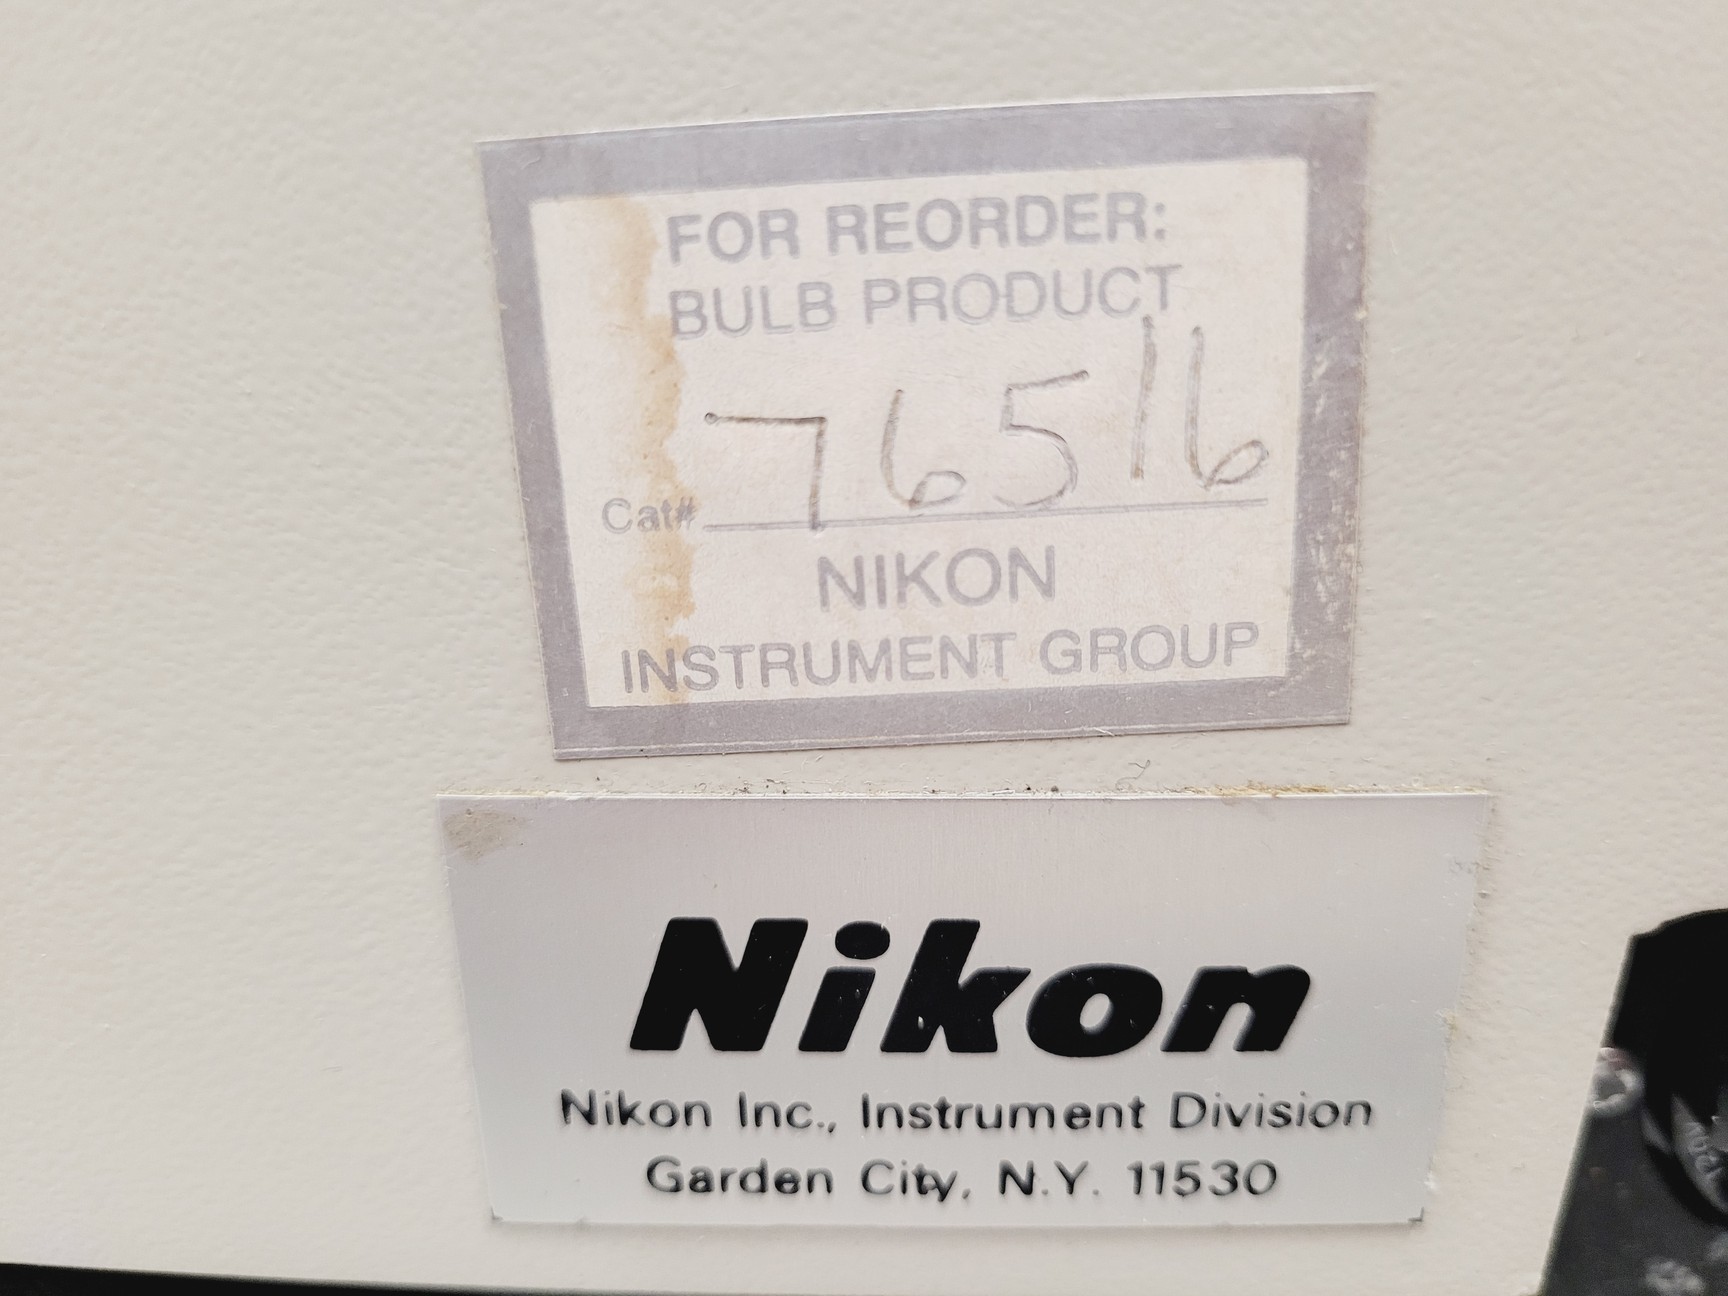 FOR REORDER:
BULB PRODUCT
Cat# 76516
NIKON
INSTRUMENT GROUP
Nikon
Nikon Inc., Instrument Division
Garden City, N.Y. 11530